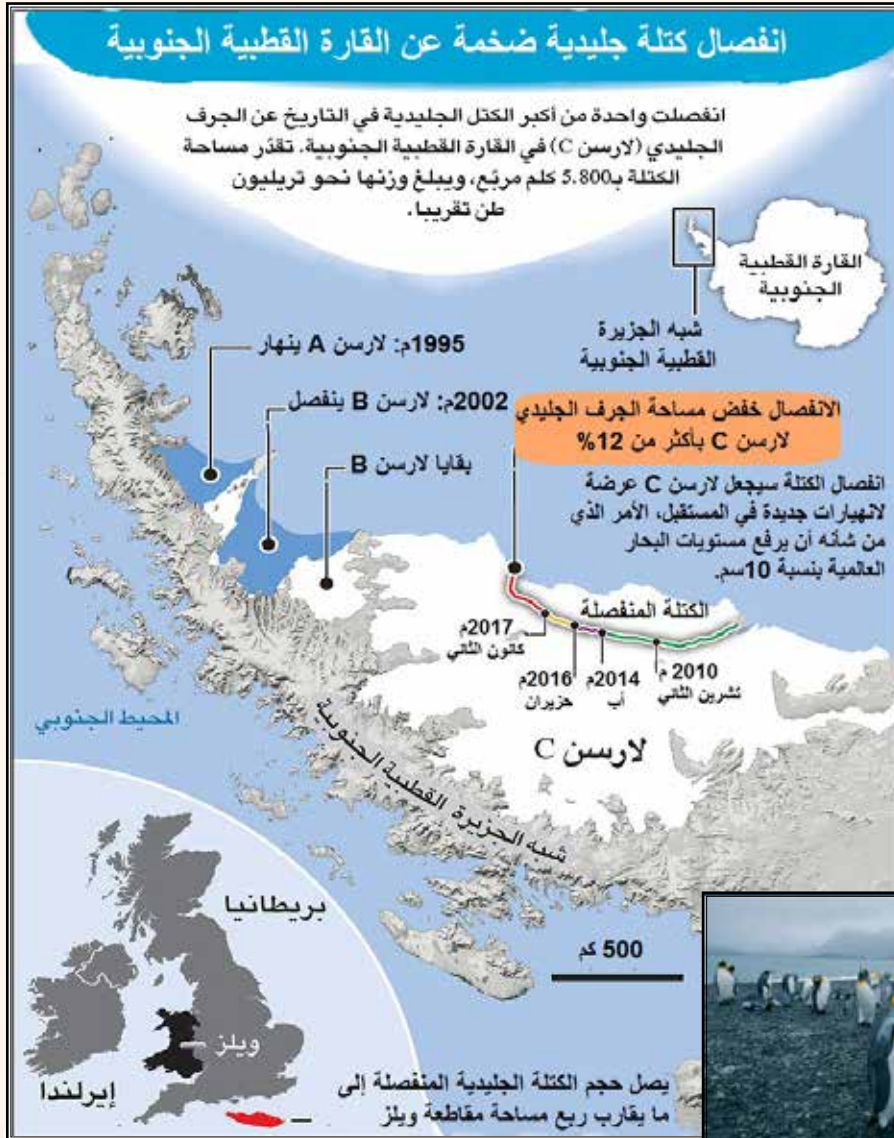 انفصال كتلة جليدية ضخمة عن القارة القطبية الجنوبية
انفصلت واحدة من أكبر الكتل الجليدية في التاريخ عن الجرف
الجليدي (لارسن C) في القارة القطبية الجنوبية. تقدّر مساحة
الكتلة بـ5.800 كلم مربّع، ويبلغ وزنها نحو تريليون
طن تقريبا.
القارة القطبية
الجنوبية
شبه الجزيرة
القطبية الجنوبية
1995م: لارسن A ينهار
2002م: لارسن B ينفصل
بقايا لارسن B
الانفصال خفض مساحة الجرف الجليدي
لارسن C بأكثر من 12%
انفصال الكتلة سيجعل لارسن C عرضة
لانهيارات جديدة في المستقبل، الأمر الذي
من شأنه أن يرفع مستويات البحار
العالمية بنسبة 10سم.
الكتلة المنفصلة
2017م
كانون الثاني
2016م
حزيران
2014م
آب
2010 م
تشرين الثاني
لارسن C
المحيط الجنوبي
شبه الجزيرة القطبية الجنوبية
500 كم
بريطانيا
ويلز
إيرلندا
يصل حجم الكتلة الجليدية المنفصلة إلى
ما يقارب ربع مساحة مقاطعة ويلز